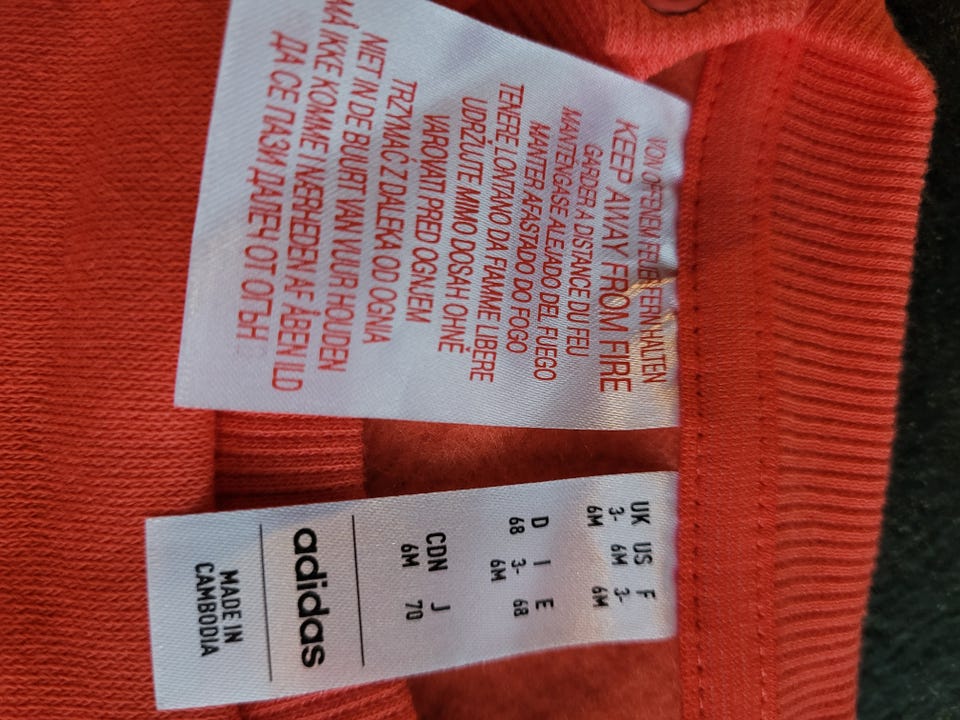 VON OFFENEM FEUER FERNHALTEN
KEEP AWAY FROM FIRE
GARDER A DISTANCE DU FEU
MANTÉNGASE ALEJADO DEL FUEGO
MANTER AFASTADO DO FOGO
TENERE LONTANO DA FIAMME LIBERE
UDRŽUJTE MIMO DOSAH OHNĚ
VAROVATI PRED OGNJEM
TRZYMAĆ Z DALEKA OD OGNIA
NIET IN DE BUURT VAN VUUR HOUDEN
MÅ IKKE KOMME I NÆRHEDEN AF ÅBEN ILD
ДА СЕ ПАЗИ ДАЛЕЧ ОТ ОГЪН
UK US F
3- 6M 3-
6M 6M
D I E
68 3- 68
6M
CDN J
6M 70
adidas
MADE IN
CAMBODIA